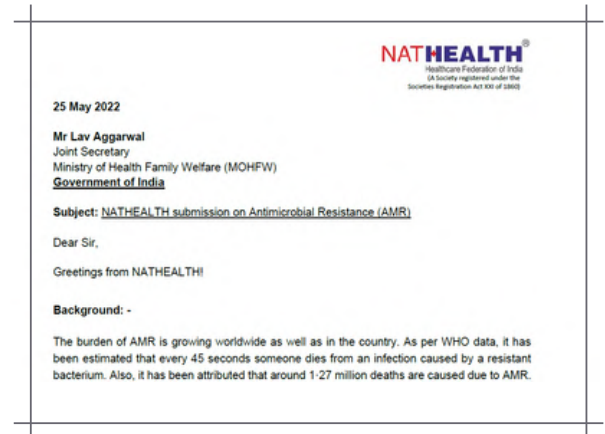 NATHEALTH®
Healthcare Federation of India
(A Society registered under the
Societies Registration Act XXI of 1860)
25 May 2022
Mr Lav Aggarwal
Joint Secretary
Ministry of Health Family Welfare (MOHFW)
Government of India
Subject: NATHEALTH submission on Antimicrobial Resistance (AMR)
Dear Sir,
Greetings from NATHEALTH!
Background: -
The burden of AMR is growing worldwide as well as in the country. As per WHO data, it has
been estimated that every 45 seconds someone dies from an infection caused by a resistant
bacterium. Also, it has been attributed that around 1·27 million deaths are caused due to AMR.